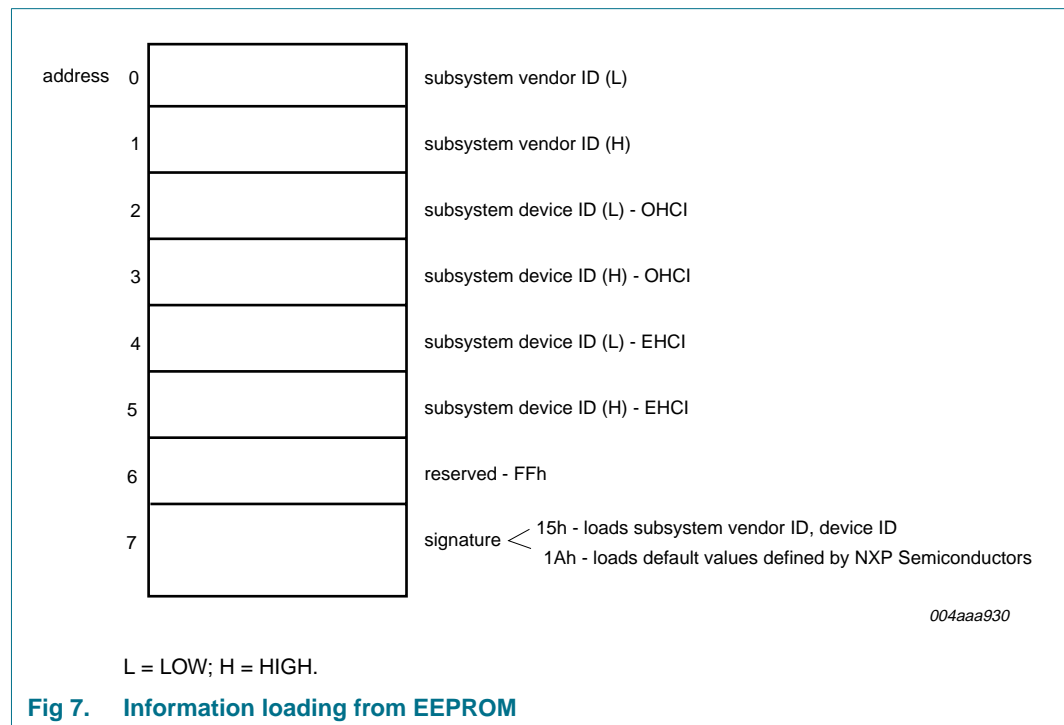 address 0 subsystem vendor ID (L)
1 subsystem vendor ID (H)
2 subsystem device ID (L) - OHCI
3 subsystem device ID (H) - OHCI
4 subsystem device ID (L) - EHCI
5 subsystem device ID (H) - EHCI
6 reserved - FFh
7 signature 15h - loads subsystem vendor ID, device ID
1Ah - loads default values defined by NXP Semiconductors
004aaa930
L = LOW; H = HIGH.
Fig 7. Information loading from EEPROM